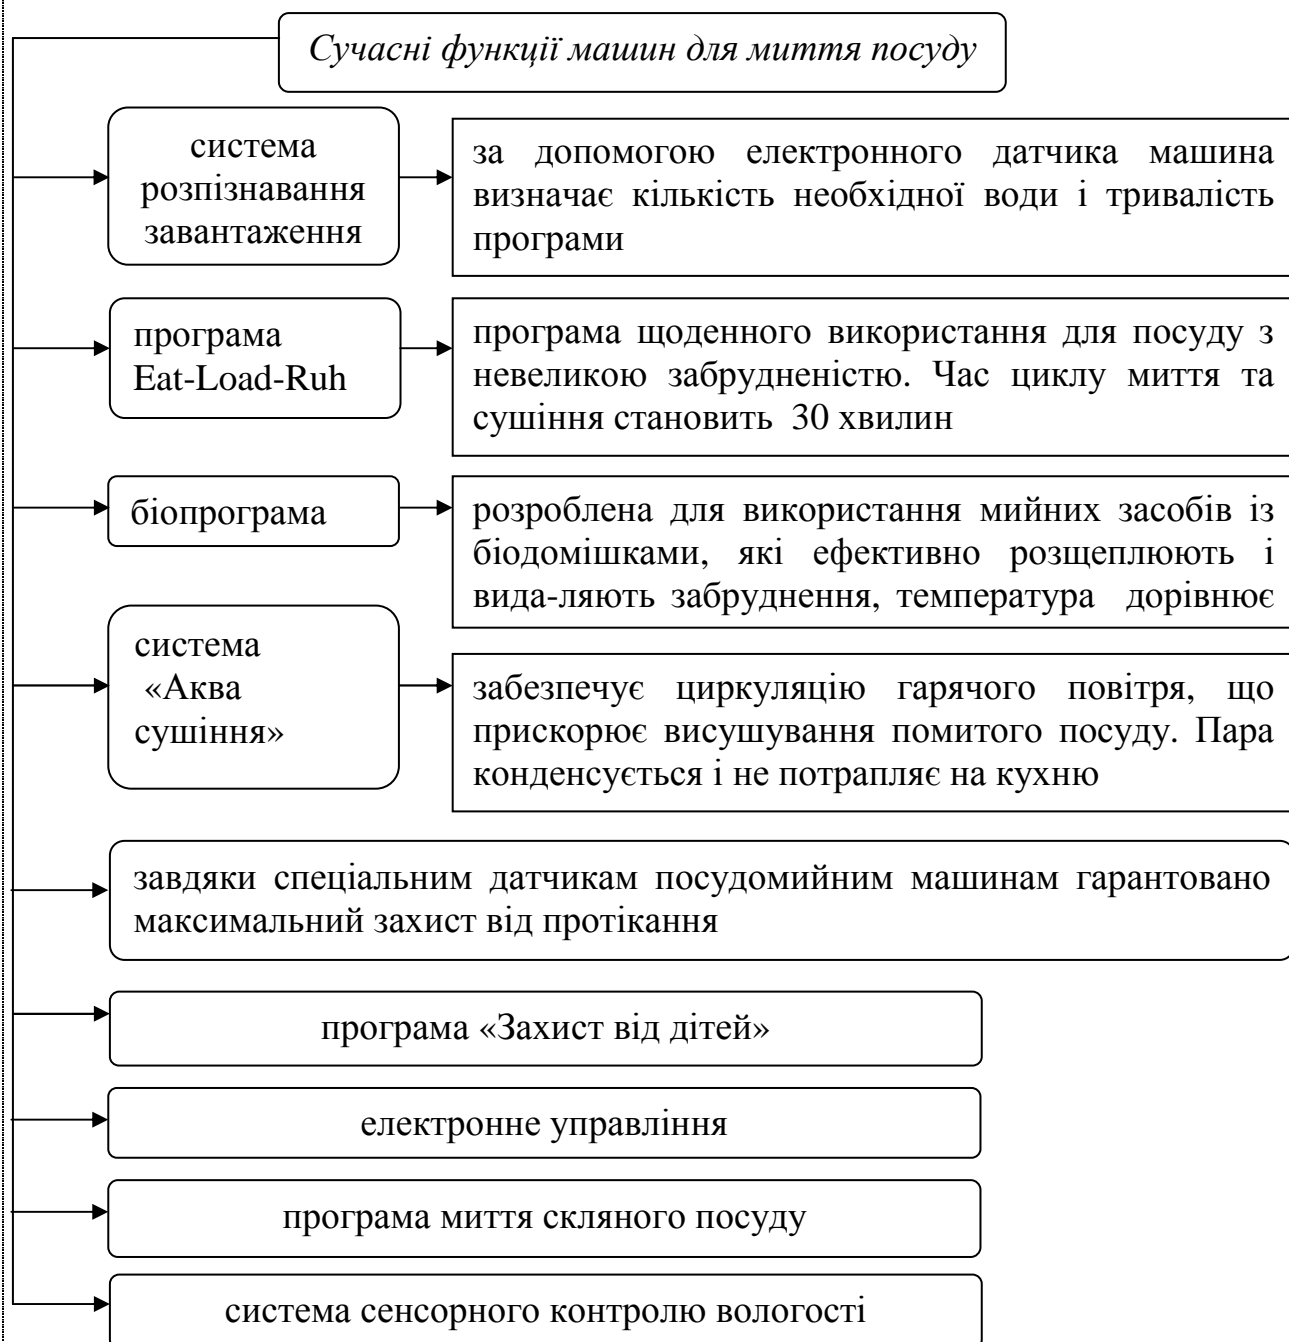 Сучасні функції машин для миття посуду
система
розпізнавання
завантаження
за допомогою електронного датчика машина
визначає кількість необхідної води і тривалість
програми
програма
Eat-Load-Ruh
програма щоденного використання для посуду з
невеликою забрудненістю. Час циклу миття та
сушіння становить 30 хвилин
біопрограма
розроблена для використання мийних засобів із
біодомішками, які ефективно розщеплюють і
вида-ляють забруднення, температура дорівнює
система
«Аква
сушіння»
забезпечує циркуляцію гарячого повітря, що
прискорює висушування помитого посуду. Пара
конденсується і не потрапляє на кухню
завдяки спеціальним датчикам посудомийним машинам гарантовано
максимальний захист від протікання
програма «Захист від дітей»
електронне управління
програма миття скляного посуду
система сенсорного контролю вологості